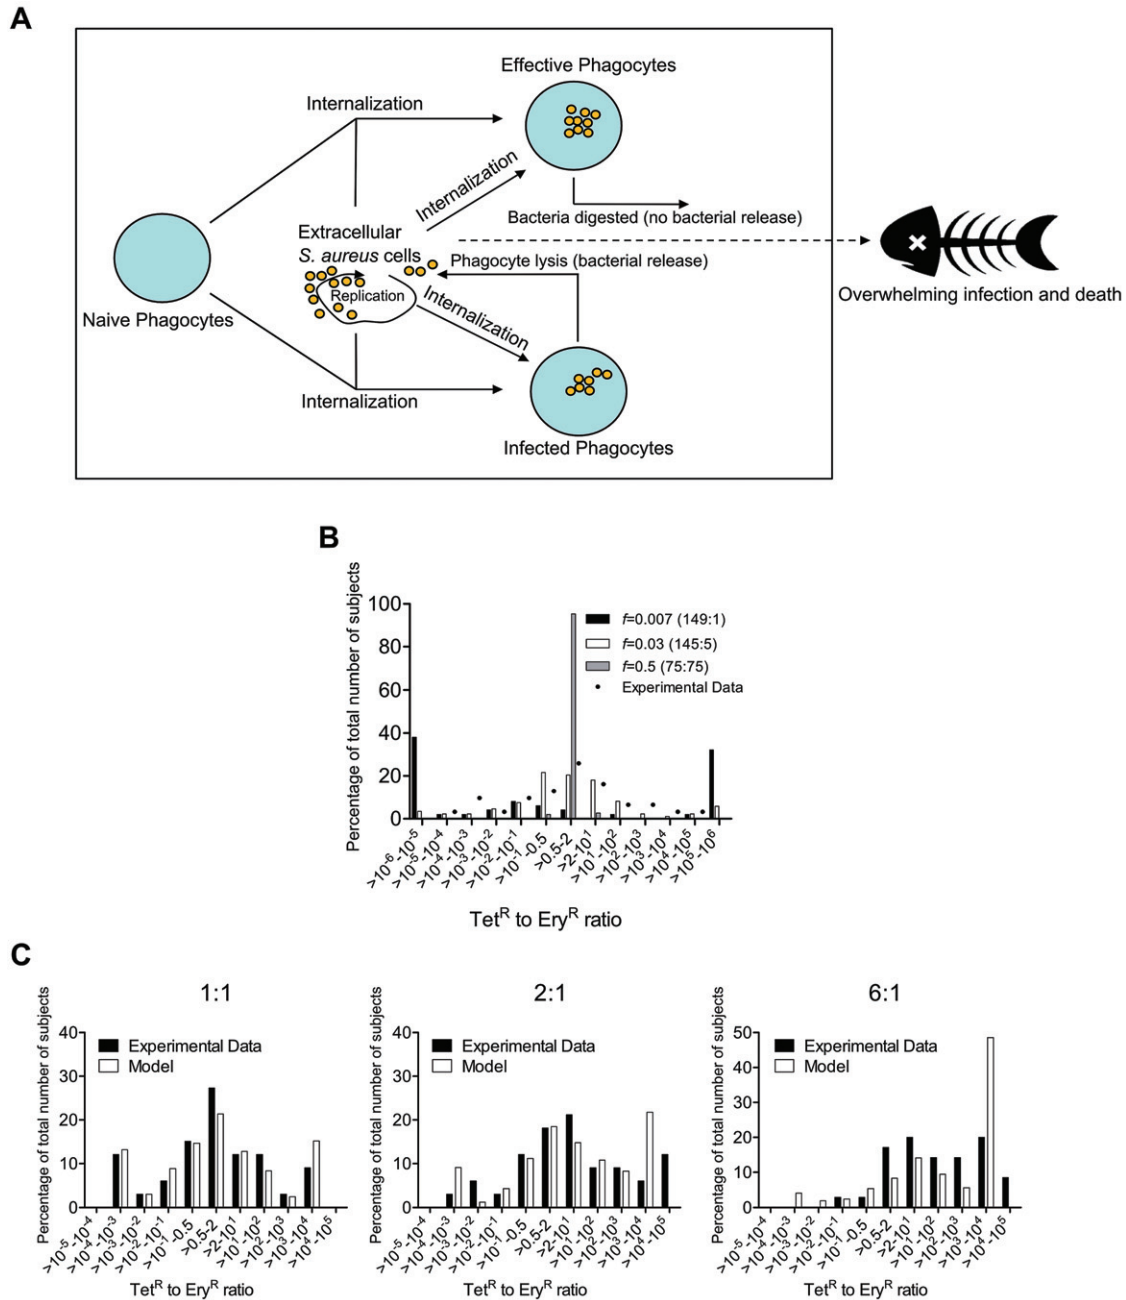 A
Effective Phagocytes
Internalization
Internalization
Bacteria digested (no bacterial release)
Extracellular
S. aureus cells
Phagocyte lysis (bacterial release)
Replication
Internalization
Naive Phagocytes
Overwhelming infection and death
Internalization
Infected Phagocytes
B
Percentage of total number of subjects
100
80
60
40
20
0
f=0.007 (149:1)
f=0.03 (145:5)
f=0.5 (75:75)
Experimental Data
>10⁻⁶-10⁻⁵
>10⁻⁵-10⁻⁴
>10⁻⁴-10⁻³
>10⁻³-10⁻²
>10⁻²-10⁻¹
>10⁻¹-0.5
>0.5-2
>2-10¹
>10¹-10²
>10²-10³
>10³-10⁴
>10⁴-10⁵
>10⁵-10⁶
Tetᴿ to Eryᴿ ratio
C
1:1
Percentage of total number of subjects
40
30
20
10
0
Experimental Data
Model
>10⁻⁵-10⁻⁴
>10⁻⁴-10⁻³
>10⁻³-10⁻²
>10⁻²-10⁻¹
>10⁻¹-0.5
>0.5-2
>2-10¹
>10¹-10²
>10²-10³
>10³-10⁴
>10⁴-10⁵
Tetᴿ to Eryᴿ ratio
2:1
Percentage of total number of subjects
40
30
20
10
0
Experimental Data
Model
>10⁻⁵-10⁻⁴
>10⁻⁴-10⁻³
>10⁻³-10⁻²
>10⁻²-10⁻¹
>10⁻¹-0.5
>0.5-2
>2-10¹
>10¹-10²
>10²-10³
>10³-10⁴
>10⁴-10⁵
Tetᴿ to Eryᴿ ratio
6:1
Percentage of total number of subjects
50
40
30
20
10
0
Experimental Data
Model
>10⁻⁵-10⁻⁴
>10⁻⁴-10⁻³
>10⁻³-10⁻²
>10⁻²-10⁻¹
>10⁻¹-0.5
>0.5-2
>2-10¹
>10¹-10²
>10²-10³
>10³-10⁴
>10⁴-10⁵
Tetᴿ to Eryᴿ ratio